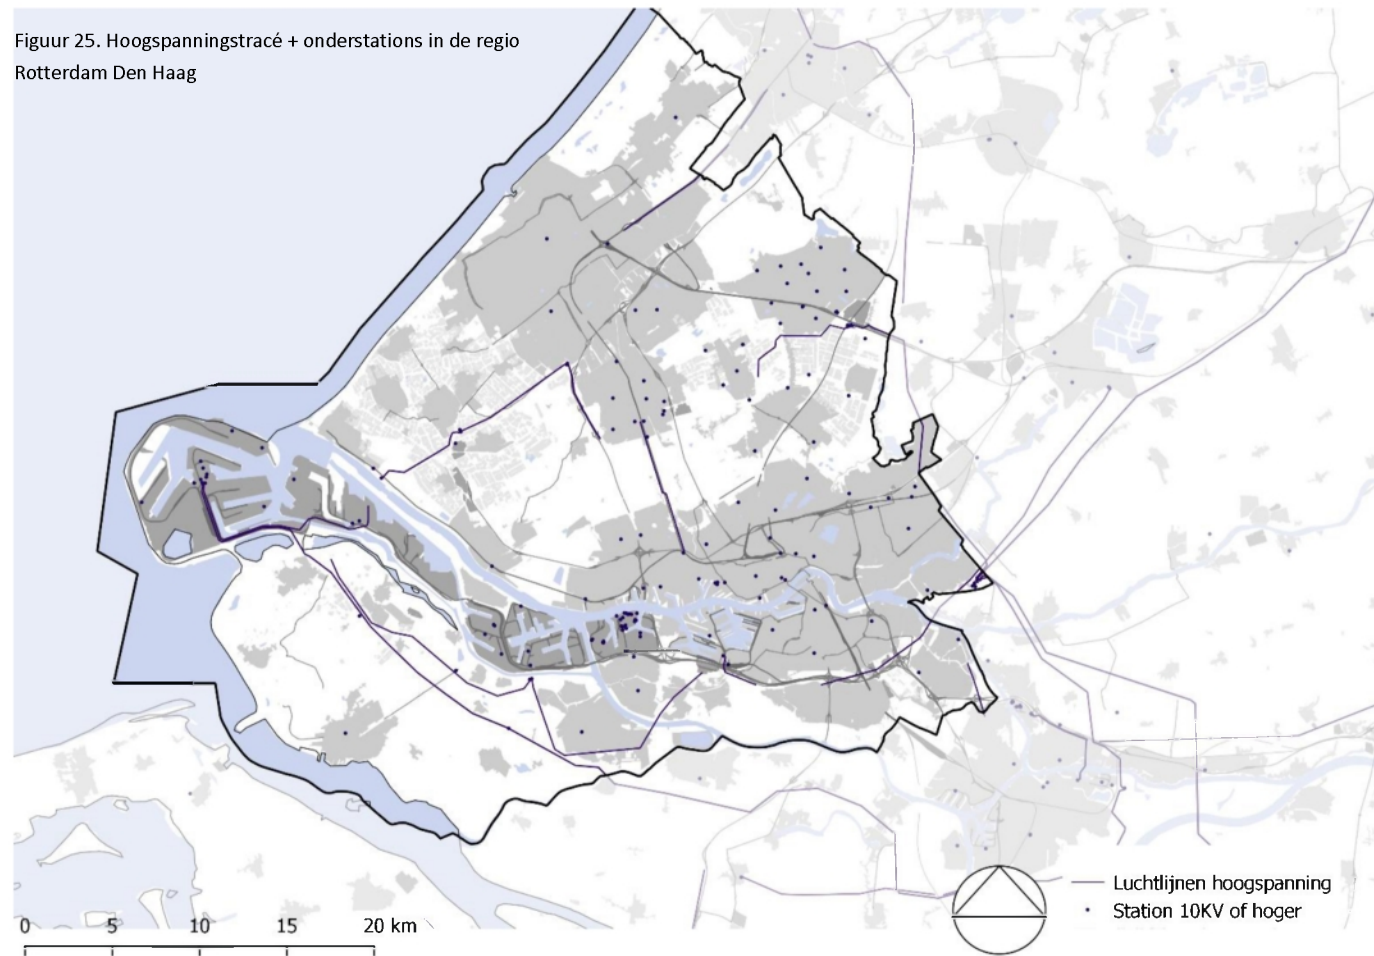 Figuur 25. Hoogspanningstracé + onderstations in de regio
Rotterdam Den Haag
Luchtlijnen hoogspanning
Station 10KV of hoger
0 5 10 15 20 km